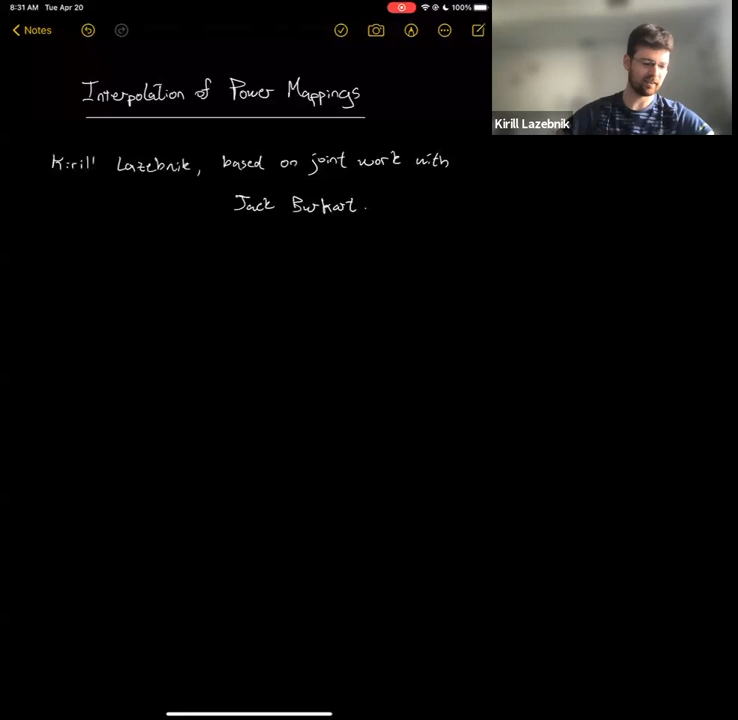 8:31 AM Tue Apr 20
100%
Notes
Kirill Lazebnik
Interpolation of Power Mappings
Kirill Lazebnik, based on joint work with
Jack Burkart.